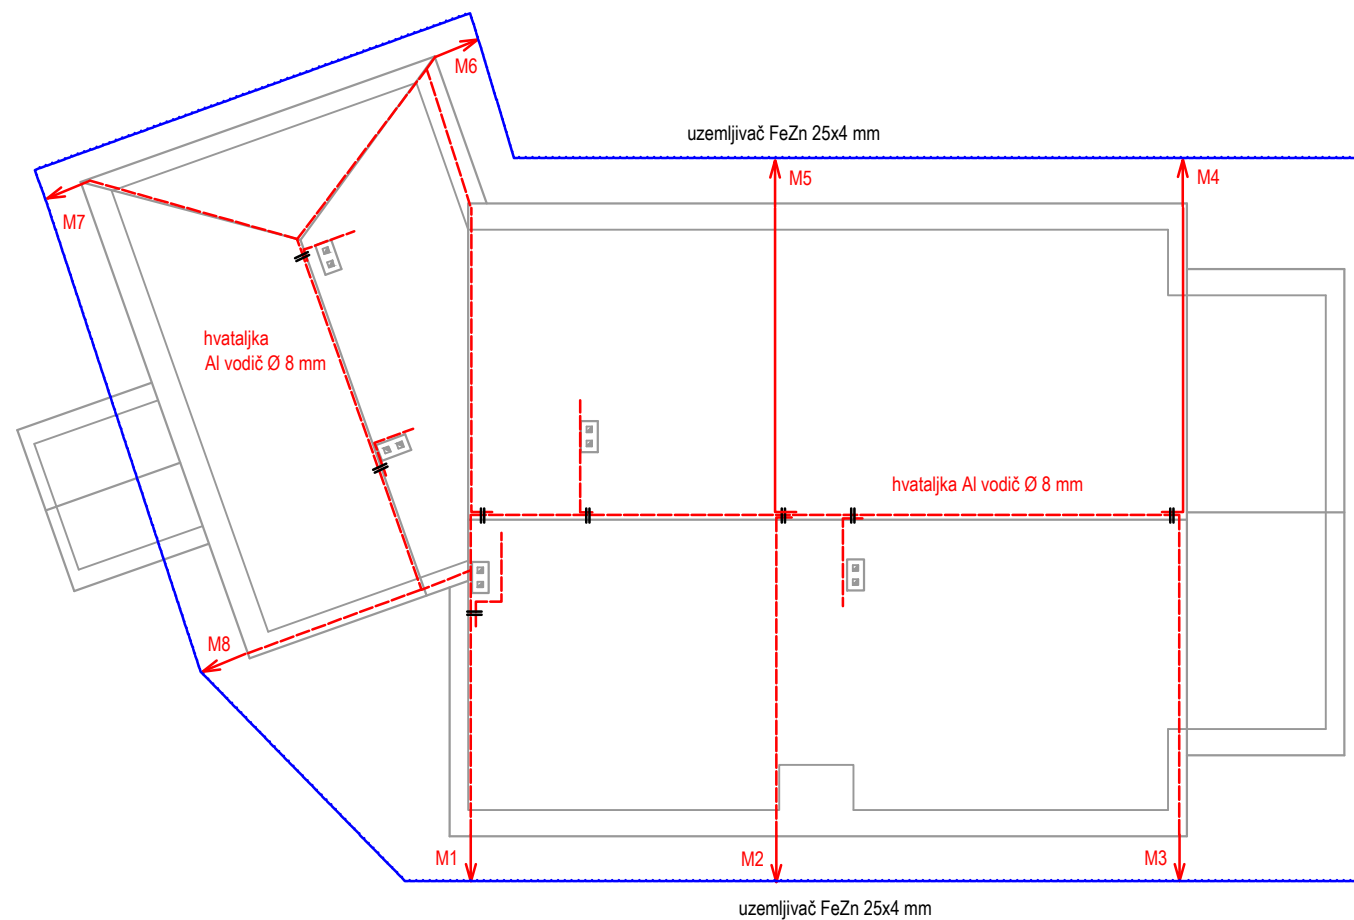 M6
uzemljivač FeZn 25x4 mm
M5
M4
M7
hvataljka
Al vodič Ø 8 mm
hvataljka Al vodič Ø 8 mm
M8
M1
M2
M3
uzemljivač FeZn 25x4 mm